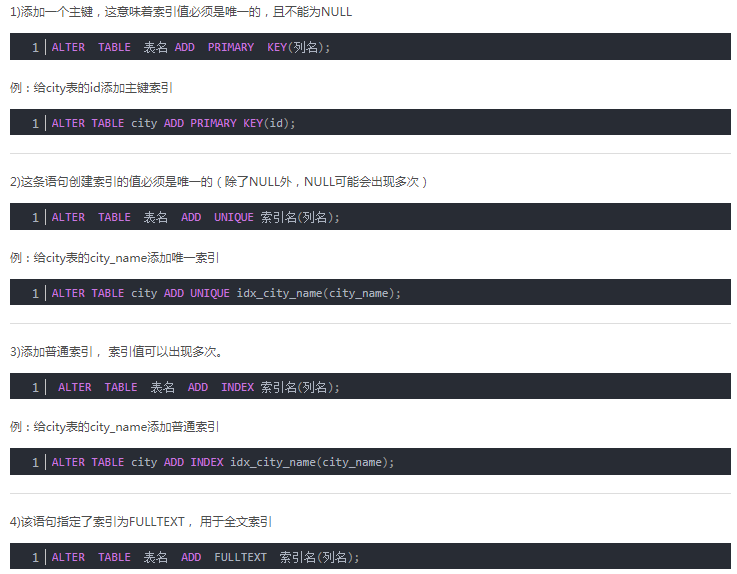 1)添加一个主键，这意味着索引值必须是唯一的，且不能为NULL
1 ALTER  TABLE  表名 ADD  PRIMARY  KEY(列名);
例：给city表的id添加主键索引
1 ALTER TABLE city ADD PRIMARY KEY(id);
2)这条语句创建索引的值必须是唯一的（除了NULL外，NULL可能会出现多次）
1 ALTER  TABLE  表名  ADD  UNIQUE 索引名(列名);
例：给city表的city_name添加唯一索引
1 ALTER TABLE city ADD UNIQUE idx_city_name(city_name);
3)添加普通索引， 索引值可以出现多次。
1  ALTER  TABLE  表名  ADD  INDEX 索引名(列名);
例：给city表的city_name添加普通索引
1 ALTER TABLE city ADD INDEX idx_city_name(city_name);
4)该语句指定了索引为FULLTEXT， 用于全文索引
1 ALTER  TABLE  表名  ADD  FULLTEXT  索引名(列名);